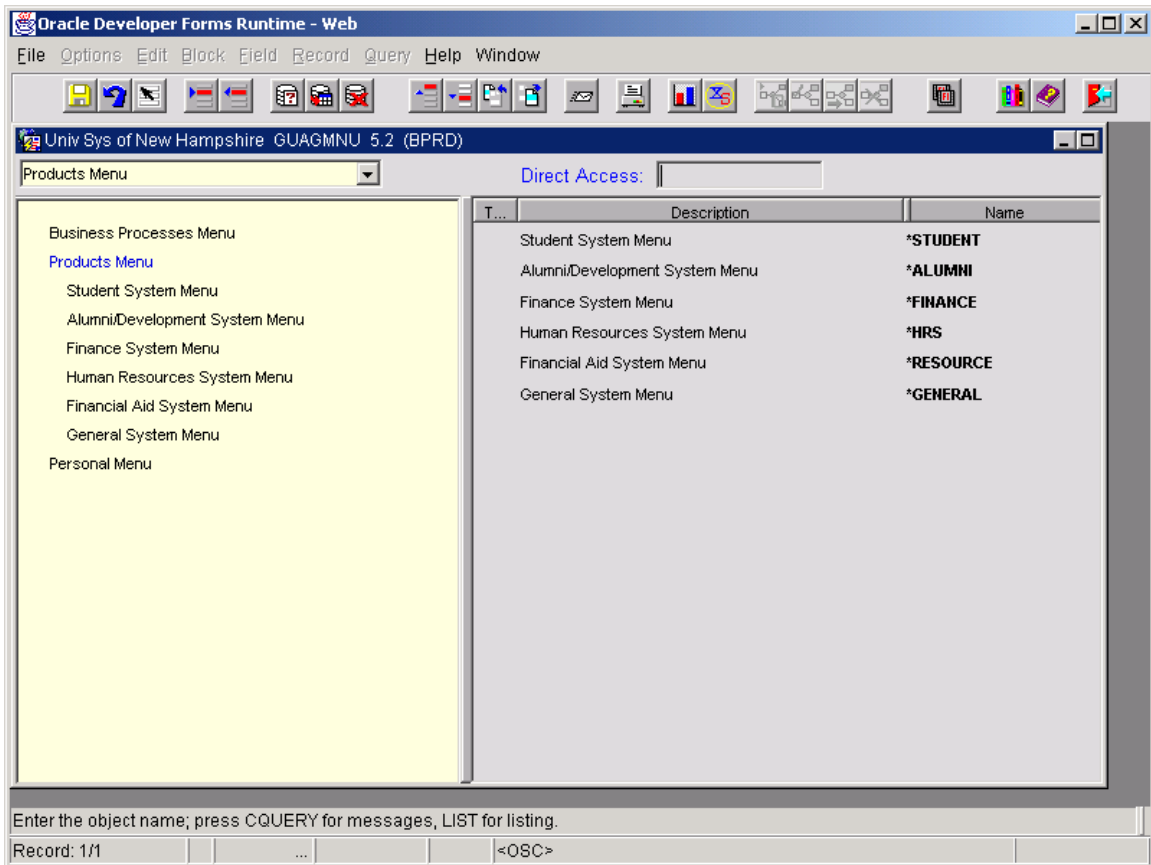 Oracle Developer Forms Runtime - Web
File Options Edit Block Field Record Query Help Window
Univ Sys of New Hampshire GUAGMNU 5.2 (BPRD)
Products Menu
Direct Access:
Business Processes Menu
Products Menu
Student System Menu
Alumni/Development System Menu
Finance System Menu
Human Resources System Menu
Financial Aid System Menu
General System Menu
Personal Menu
T... Description Name
Student System Menu *STUDENT
Alumni/Development System Menu *ALUMNI
Finance System Menu *FINANCE
Human Resources System Menu *HRS
Financial Aid System Menu *RESOURCE
General System Menu *GENERAL
Enter the object name; press CQUERY for messages, LIST for listing.
Record: 1/1 ... <OSC>